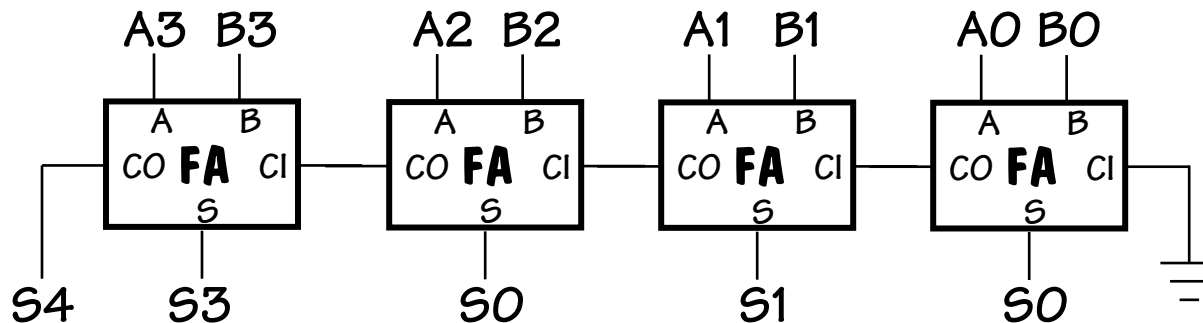 A3 B3 A2 B2 A1 B1 A0 B0
A B A B A B A B
CO FA CI CO FA CI CO FA CI CO FA CI
S S S S
S4 S3 S0 S1 S0